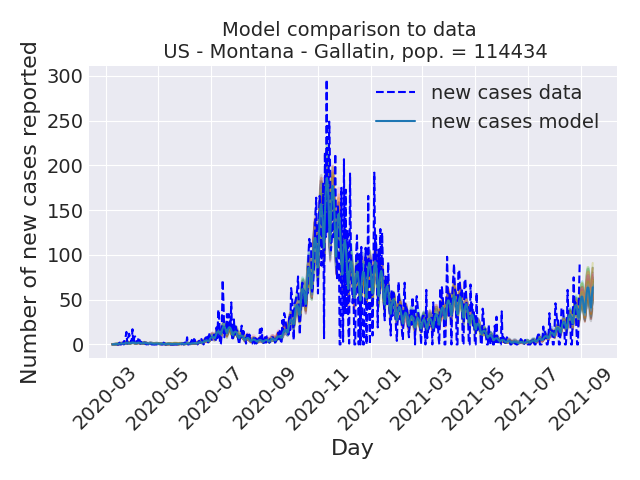 Model comparison to data
US - Montana - Gallatin, pop. = 114434
Number of new cases reported
300
250
200
150
100
50
0
new cases data
new cases model
2020-03
2020-05
2020-07
2020-09
2020-11
2021-01
2021-03
2021-05
2021-07
2021-09
Day